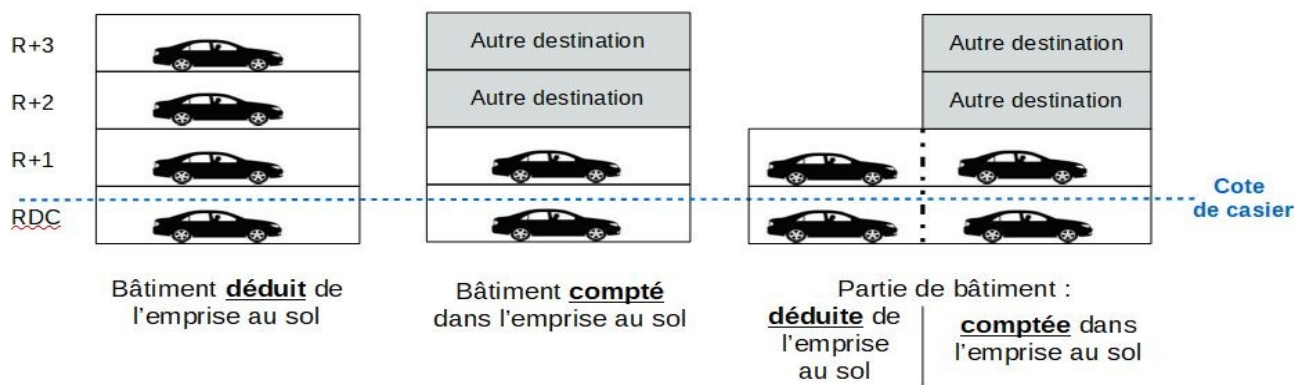 R+3
Autre destination
Autre destination
R+2
Autre destination
Autre destination
R+1
Cote
de casier
RDC
Bâtiment déduit de
l'emprise au sol
Bâtiment compté
dans l'emprise au sol
Partie de bâtiment :
déduite de
l'emprise
au sol
comptée dans
l'emprise au sol